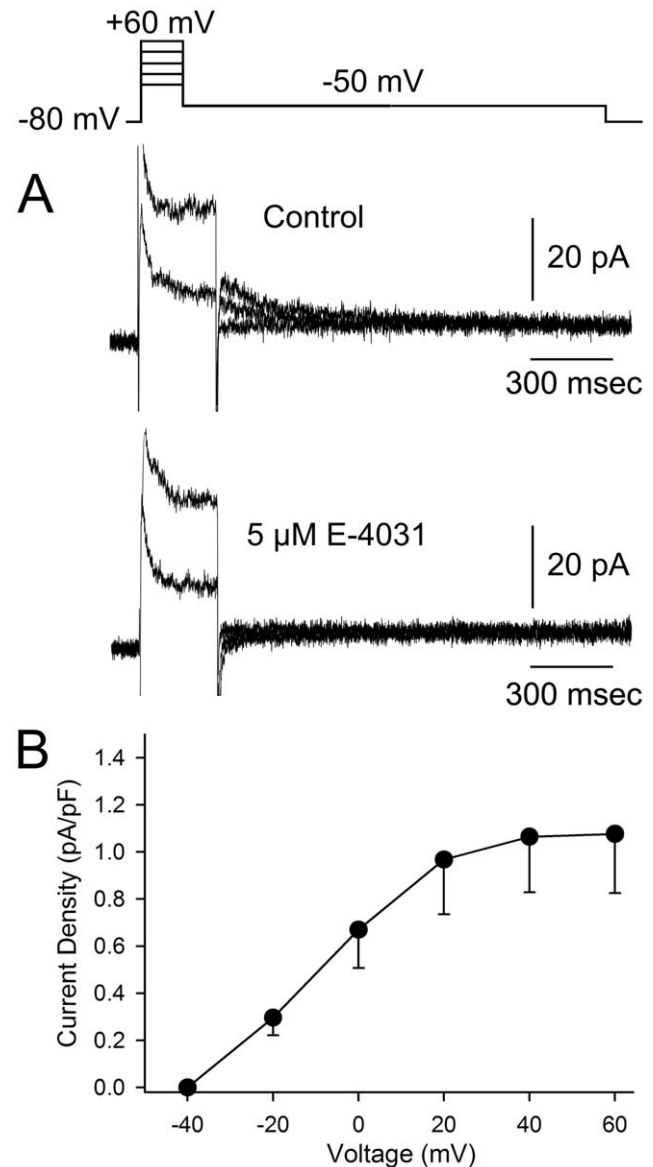 +60 mV
-50 mV
-80 mV
A
Control
20 pA
300 msec
5 µM E-4031
20 pA
300 msec
B
Current Density (pA/pF)
1.4
1.2
1.0
0.8
0.6
0.4
0.2
0.0
-40 -20 0 20 40 60
Voltage (mV)